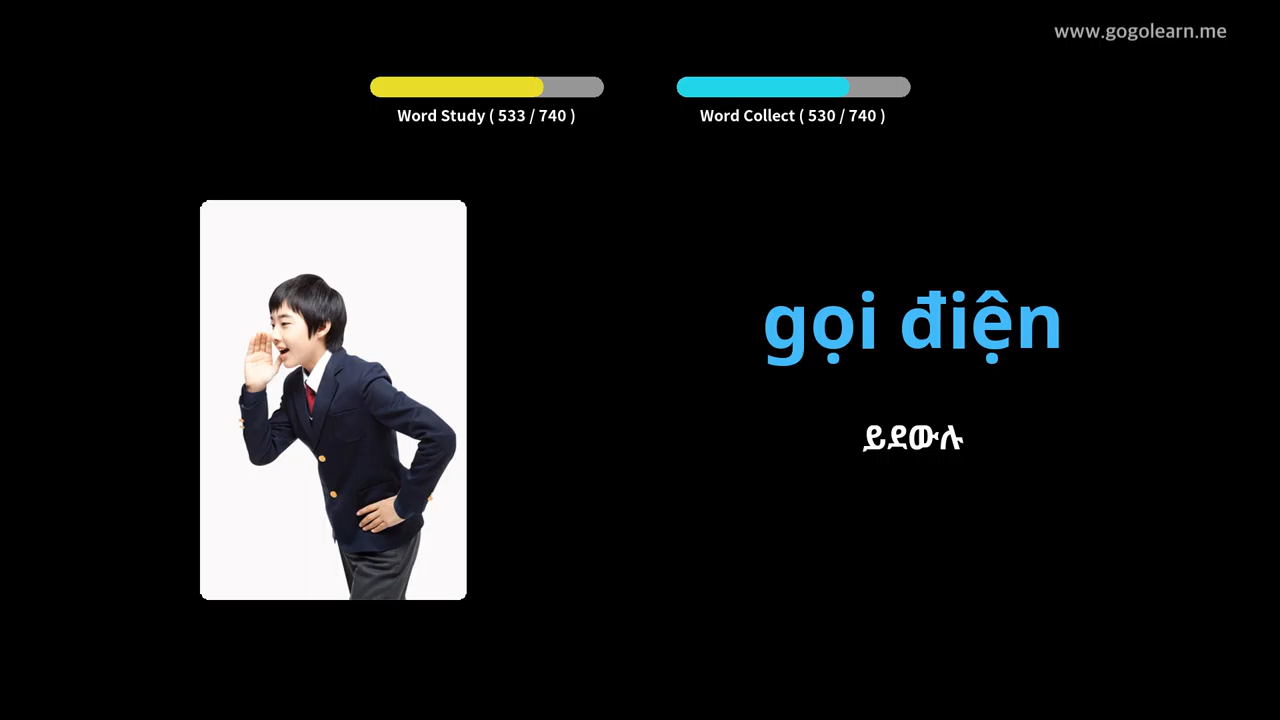 www.gogolearn.me
Word Study ( 533 / 740 )
Word Collect ( 530 / 740 )
gọi điện
ይደውሉ